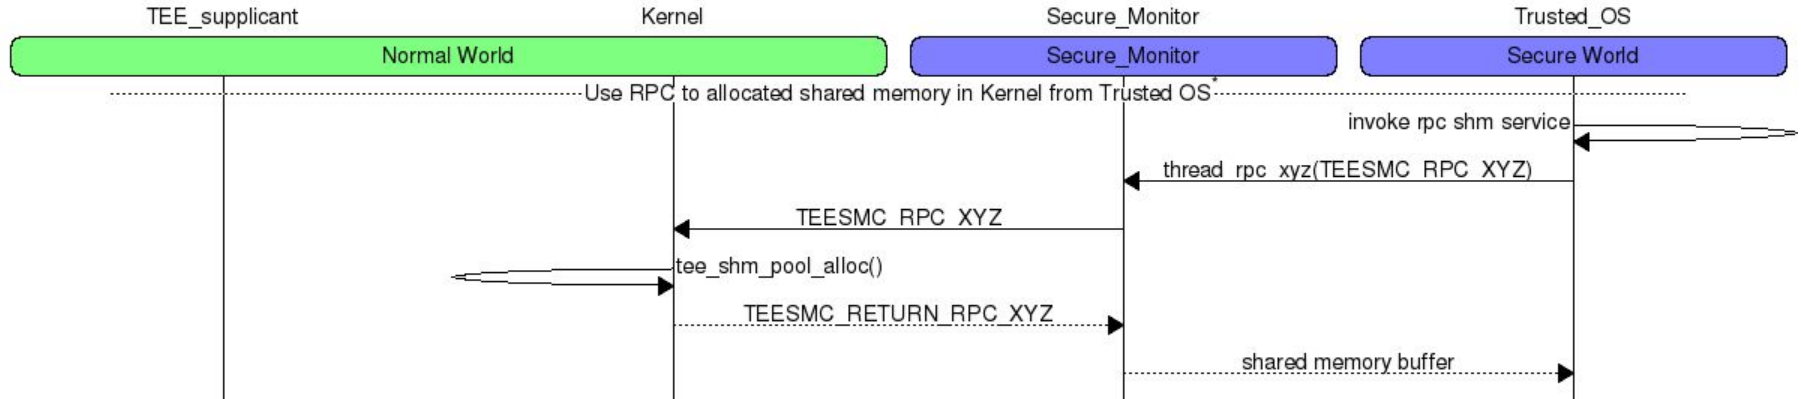 TEE_supplicant Kernel Secure_Monitor Trusted_OS
Normal World Secure_Monitor Secure World
Use RPC to allocated shared memory in Kernel from Trusted OS*
invoke rpc shm service
thread_rpc_xyz(TEESMC_RPC_XYZ)
TEESMC_RPC_XYZ
tee_shm_pool_alloc()
TEESMC_RETURN_RPC_XYZ
shared memory buffer